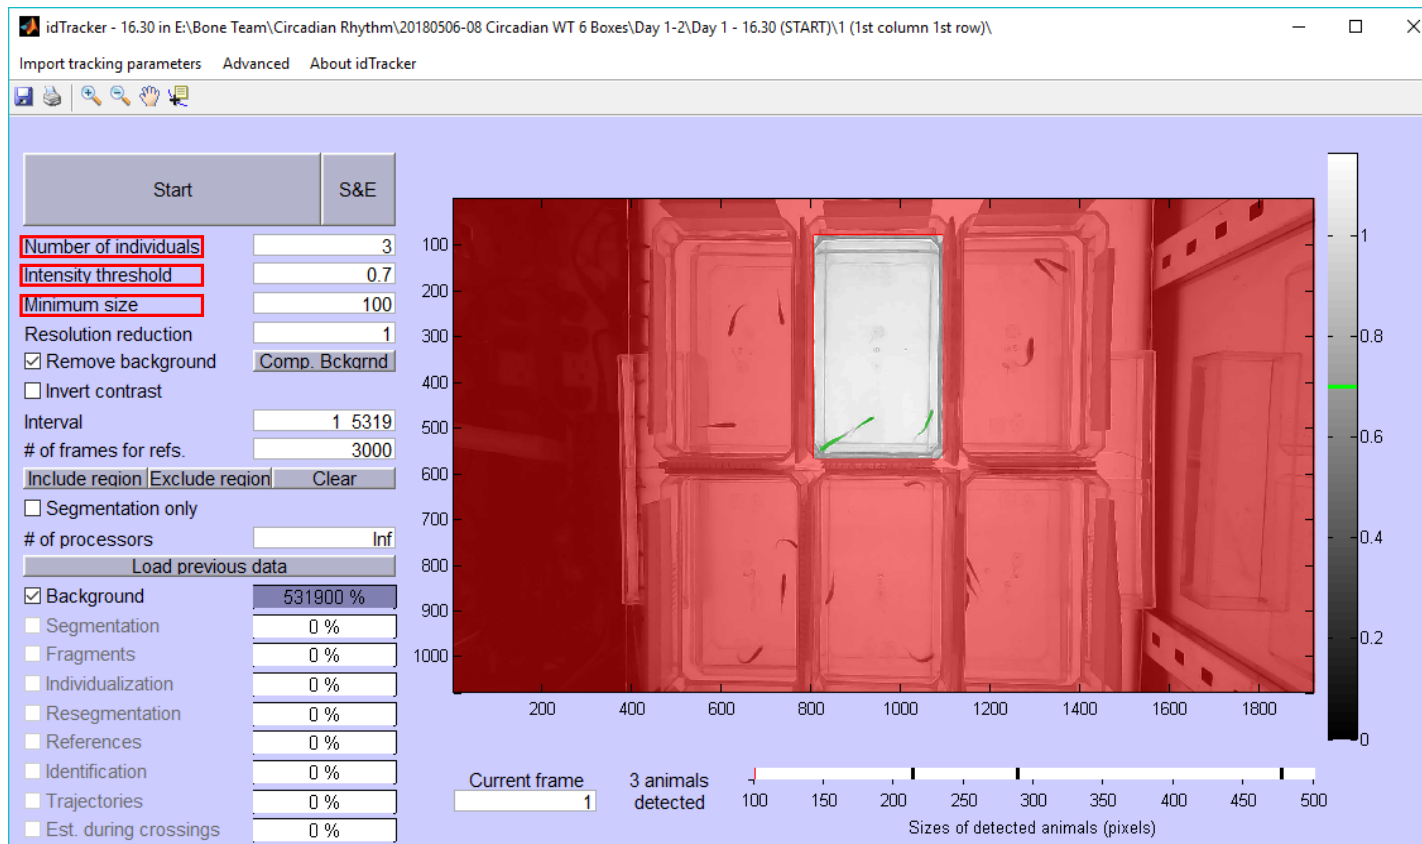 idTracker - 16.30 in E:\Bone Team\Circadian Rhythm\20180506-08 Circadian WT 6 Boxes\Day 1-2\Day 1 - 16.30 (START)\1 (1st column 1st row)\
Import tracking parameters Advanced About idTracker
Start S&E
Number of individuals 3
Intensity threshold 0.7
Minimum size 100
Resolution reduction 1
Remove background Comp. Bckgrnd
Invert contrast
Interval 1 5319
# of frames for refs. 3000
Include region Exclude region Clear
Segmentation only
# of processors Inf
Load previous data
Background 531900 %
Segmentation 0 %
Fragments 0 %
Individualization 0 %
Resegmentation 0 %
References 0 %
Identification 0 %
Trajectories 0 %
Est. during crossings 0 %
100
200
300
400
500
600
700
800
900
1000
200 400 600 800 1000 1200 1400 1600 1800
1
0.8
0.6
0.4
0.2
0
Current frame
1
3 animals
detected
100 150 200 250 300 350 400 450 500
Sizes of detected animals (pixels)